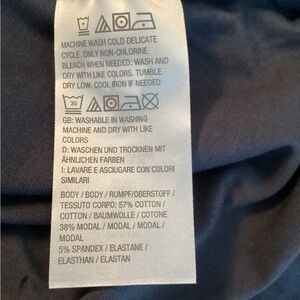 MACHINE WASH COLD DELICATE
CYCLE. ONLY NON-CHLORINE
BLEACH WHEN NEEDED. WASH AND
DRY WITH LIKE COLORS. TUMBLE
DRY LOW. COOL IRON IF NEEDED
30
GB: WASHABLE IN WASHING
MACHINE AND DRY WITH LIKE
COLORS
D: WASCHEN UND TROCKNEN MIT
ÄHNLICHEN FARBEN
I: LAVARE E ASCIUGARE CON COLORI
SIMILARI
BODY / BODY / RUMPF/OBERSTOFF /
TESSUTO CORPO: 57% COTTON /
COTTON / BAUMWOLLE / COTONE
38% MODAL / MODAL / MODAL /
MODAL
5% SPANDEX / ELASTANE /
ELASTHAN / ELASTAN